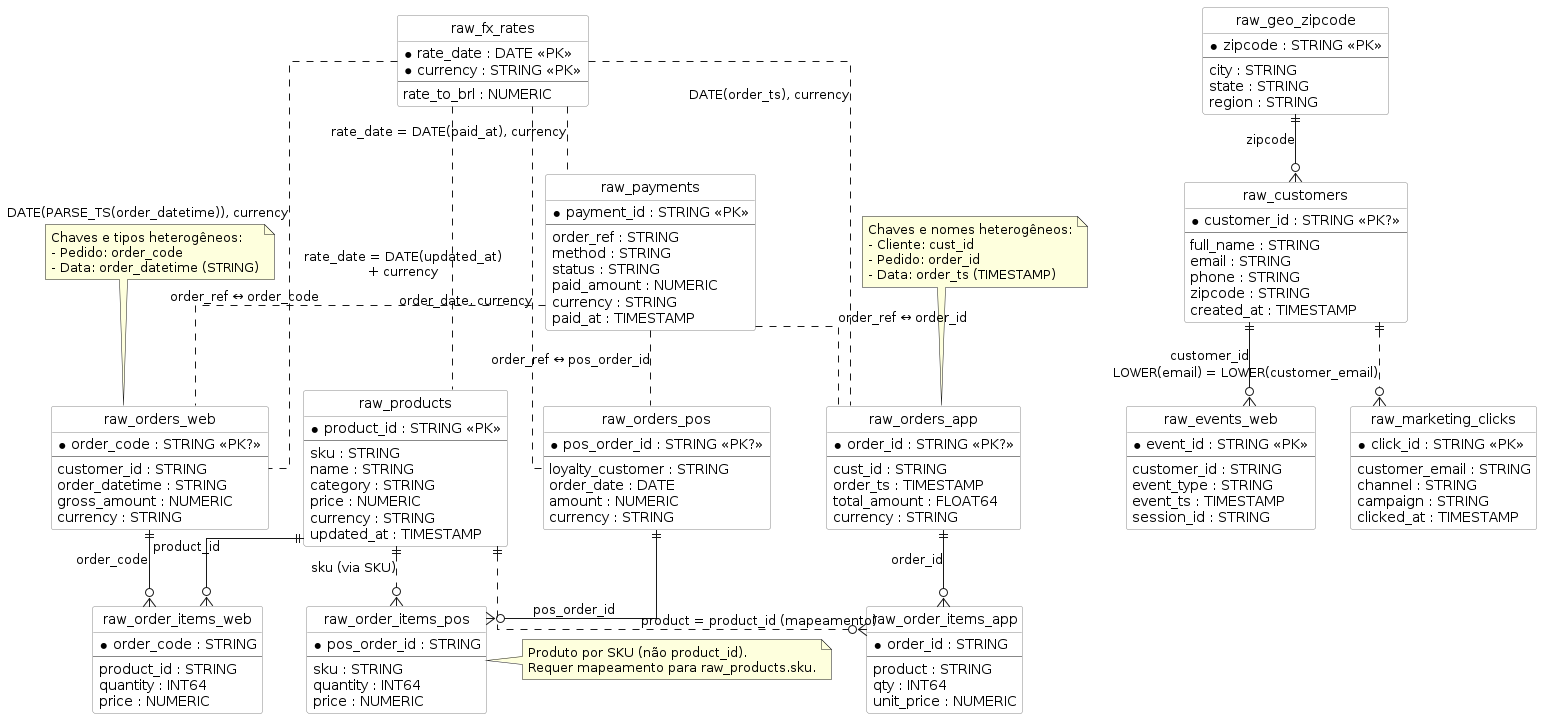 raw_fx_rates
rate_date : DATE «PK»
currency : STRING «PK»
rate_to_brl : NUMERIC
raw_geo_zipcode
zipcode : STRING «PK»
city : STRING
state : STRING
region : STRING
DATE(order_ts), currency
rate_date = DATE(paid_at), currency
zipcode
raw_payments
payment_id : STRING «PK»
order_ref : STRING
method : STRING
status : STRING
paid_amount : NUMERIC
currency : STRING
paid_at : TIMESTAMP
raw_customers
customer_id : STRING «PK?»
full_name : STRING
email : STRING
phone : STRING
zipcode : STRING
created_at : TIMESTAMP
DATE(PARSE_TS(order_datetime)), currency
Chaves e tipos heterogêneos:
- Pedido: order_code
- Data: order_datetime (STRING)
Chaves e nomes heterogêneos:
- Cliente: cust_id
- Pedido: order_id
- Data: order_ts (TIMESTAMP)
rate_date = DATE(updated_at)
+ currency
order_ref ↔ order_code
order_date, currency
order_ref ↔ order_id
order_ref ↔ pos_order_id
customer_id
LOWER(email) = LOWER(customer_email)
raw_orders_web
order_code : STRING «PK?»
customer_id : STRING
order_datetime : STRING
gross_amount : NUMERIC
currency : STRING
raw_products
product_id : STRING «PK»
sku : STRING
name : STRING
category : STRING
price : NUMERIC
currency : STRING
updated_at : TIMESTAMP
raw_orders_pos
pos_order_id : STRING «PK?»
loyalty_customer : STRING
order_date : DATE
amount : NUMERIC
currency : STRING
raw_orders_app
order_id : STRING «PK?»
cust_id : STRING
order_ts : TIMESTAMP
total_amount : FLOAT64
currency : STRING
raw_events_web
event_id : STRING «PK»
customer_id : STRING
event_type : STRING
event_ts : TIMESTAMP
session_id : STRING
raw_marketing_clicks
click_id : STRING «PK»
customer_email : STRING
channel : STRING
campaign : STRING
clicked_at : TIMESTAMP
order_code
product_id
sku (via SKU)
order_id
pos_order_id
product = product_id (mapeamento)
raw_order_items_web
order_code : STRING
product_id : STRING
quantity : INT64
price : NUMERIC
raw_order_items_pos
pos_order_id : STRING
sku : STRING
quantity : INT64
price : NUMERIC
Produto por SKU (não product_id).
Requer mapeamento para raw_products.sku.
raw_order_items_app
order_id : STRING
product : STRING
qty : INT64
unit_price : NUMERIC